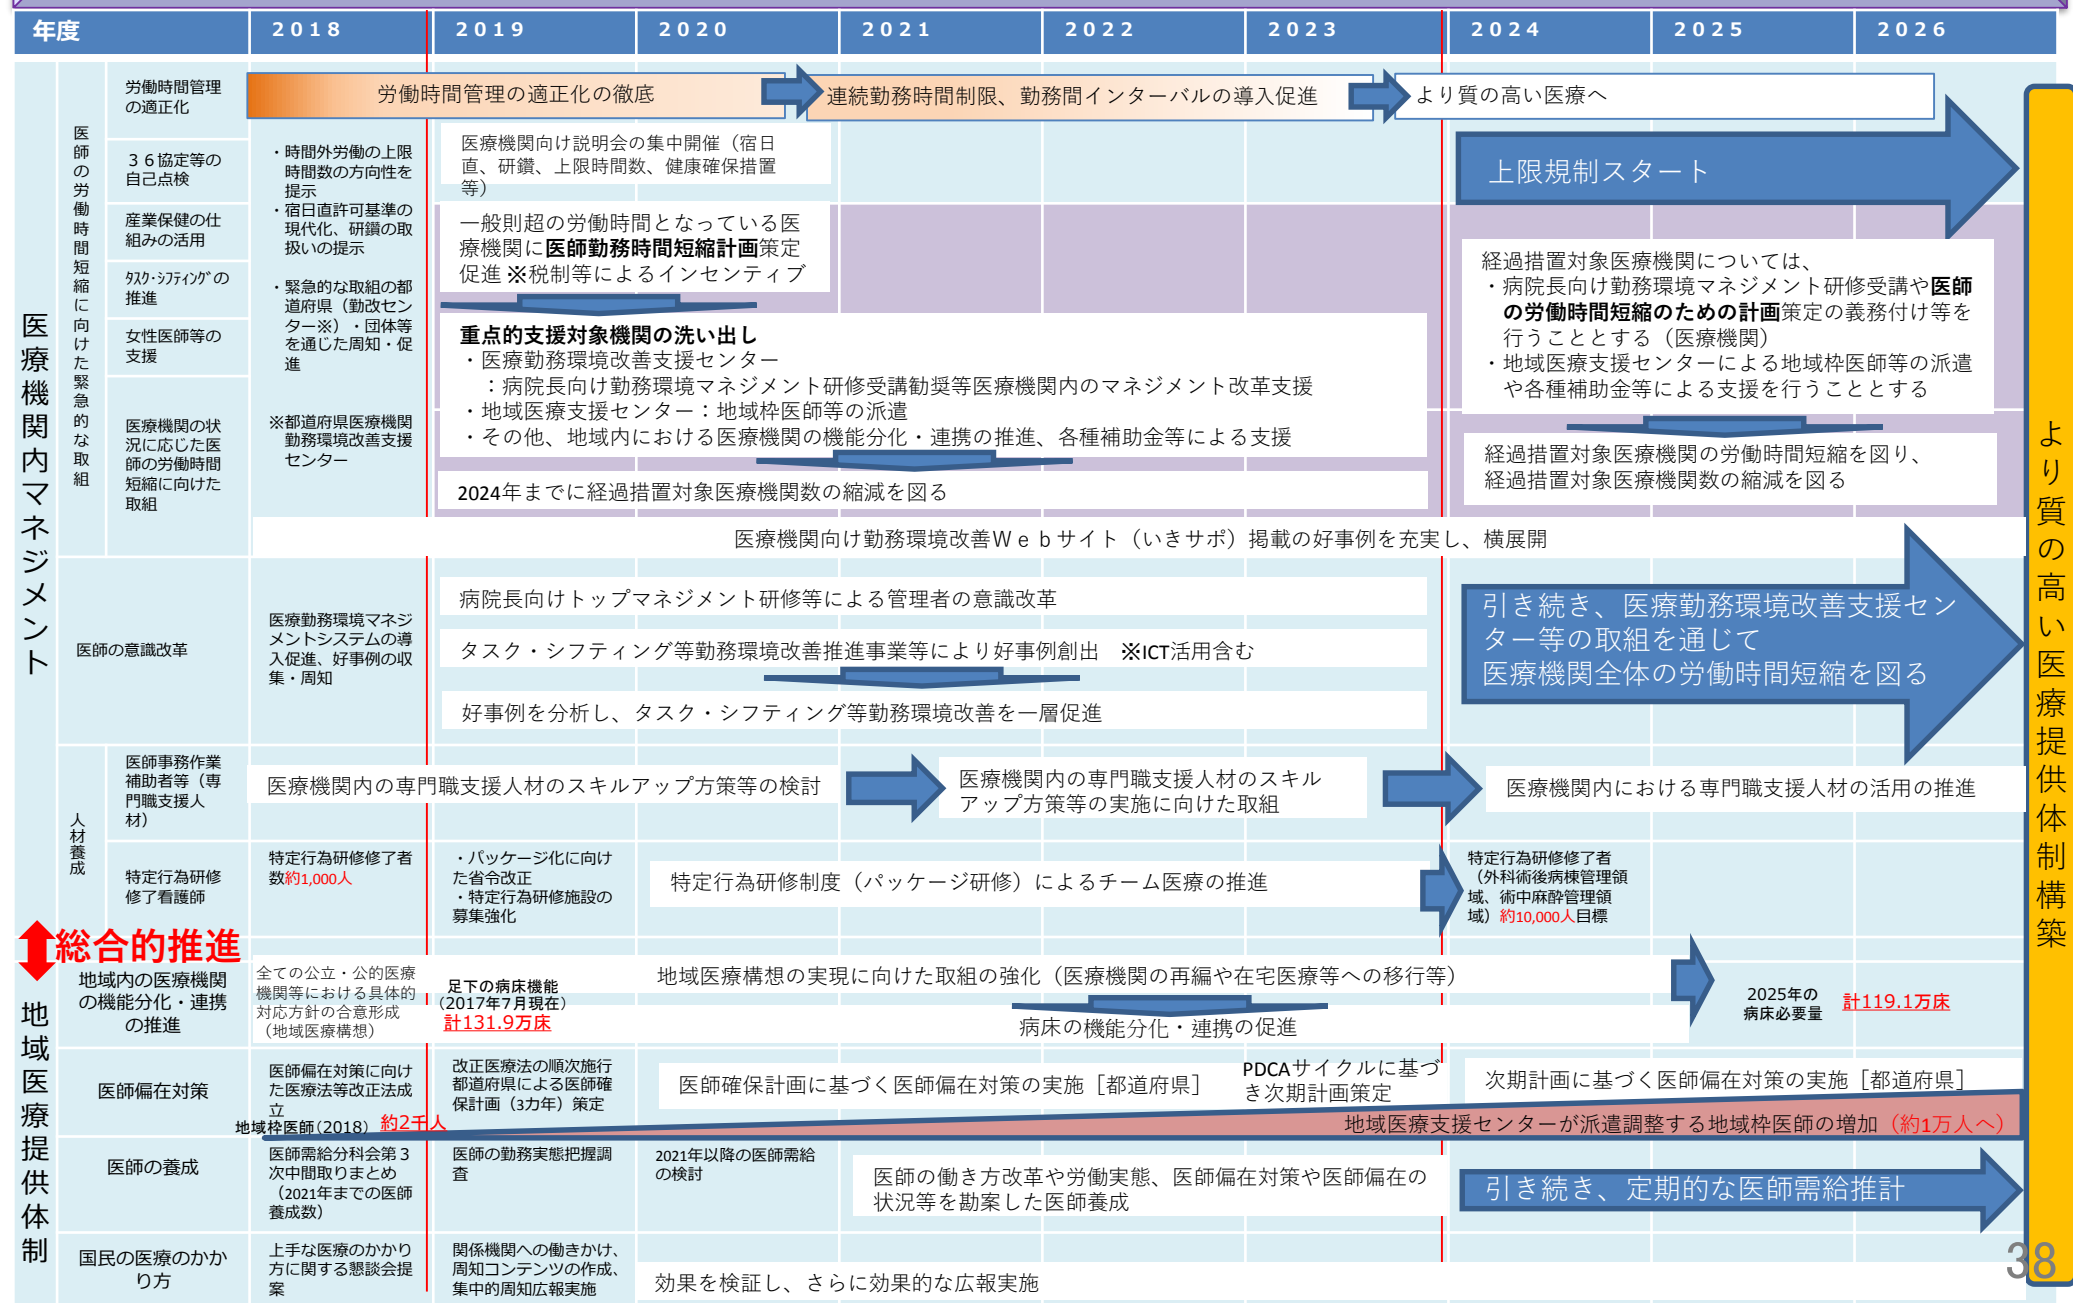 年度
2018
2019
2020
2021
2022
2023
2024
2025
2026
医療機関内マネジメント
医師の労働時間短縮に向けた緊急的な取組
労働時間管理
の適正化
３６協定等の
自己点検
産業保健の仕
組みの活用
ﾀｽｸ･ｼﾌﾃｨﾝｸﾞの
推進
女性医師等の
支援
医療機関の状
況に応じた医
師の労働時間
短縮に向けた
取組
労働時間管理の適正化の徹底
連続勤務時間制限、勤務間インターバルの導入促進
より質の高い医療へ
・時間外労働の上限
時間数の方向性を
提示
・宿日直許可基準の
現代化、研鑽の取
扱いの提示
・緊急的な取組の都
道府県（勤改セン
ター※）・団体等
を通じた周知・促
進
※都道府県医療機関
勤務環境改善支援
センター
医療機関向け説明会の集中開催（宿日
直、研鑽、上限時間数、健康確保措置
等）
一般則超の労働時間となっている医
療機関に医師勤務時間短縮計画策定
促進 ※税制等によるインセンティブ
重点的支援対象機関の洗い出し
・医療勤務環境改善支援センター
：病院長向け勤務環境マネジメント研修受講勧奨等医療機関内のマネジメント改革支援
・地域医療支援センター：地域枠医師等の派遣
・その他、地域内における医療機関の機能分化・連携の推進、各種補助金等による支援
2024年までに経過措置対象医療機関数の縮減を図る
上限規制スタート
経過措置対象医療機関については、
・病院長向け勤務環境マネジメント研修受講や医師
の労働時間短縮のための計画策定の義務付け等を
行うこととする（医療機関）
・地域医療支援センターによる地域枠医師等の派遣
や各種補助金等による支援を行うこととする
経過措置対象医療機関の労働時間短縮を図り、
経過措置対象医療機関数の縮減を図る
医療機関向け勤務環境改善Ｗｅｂサイト（いきサポ）掲載の好事例を充実し、横展開
医師の意識改革
医療勤務環境マネジ
メントシステムの導
入促進、好事例の収
集・周知
病院長向けトップマネジメント研修等による管理者の意識改革
タスク・シフティング等勤務環境改善推進事業等により好事例創出　※ICT活用含む
好事例を分析し、タスク・シフティング等勤務環境改善を一層促進
引き続き、医療勤務環境改善支援セン
ター等の取組を通じて
医療機関全体の労働時間短縮を図る
人材養成
医師事務作業
補助者等（専
門職支援人
材）
医療機関内の専門職支援人材のスキルアップ方策等の検討
医療機関内の専門職支援人材のスキル
アップ方策等の実施に向けた取組
医療機関内における専門職支援人材の活用の推進
特定行為研修
修了看護師
特定行為研修修了者
数約1,000人
・パッケージ化に向け
た省令改正
・特定行為研修施設の
募集強化
特定行為研修制度（パッケージ研修）によるチーム医療の推進
特定行為研修修了者
（外科術後病棟管理領
域、術中麻酔管理領
域）約10,000人目標
総合的推進
地域医療提供体制
地域内の医療機関
の機能分化・連携
の推進
全ての公立・公的医療
機関等における具体的
対応方針の合意形成
（地域医療構想）
足下の病床機能
（2017年7月現在）
計131.9万床
地域医療構想の実現に向けた取組の強化（医療機関の再編や在宅医療等への移行等）
病床の機能分化・連携の促進
2025年の
病床必要量
計119.1万床
医師偏在対策
医師偏在対策に向け
た医療法等改正法成
立
改正医療法の順次施行
都道府県による医師確
保計画（3カ年）策定
医師確保計画に基づく医師偏在対策の実施［都道府県］
PDCAサイクルに基づ
き次期計画策定
次期計画に基づく医師偏在対策の実施［都道府県］
地域枠医師（2018） 約2千人
地域医療支援センターが派遣調整する地域枠医師の増加（約1万人へ）
医師の養成
医師需給分科会第３
次中間取りまとめ
（2021年までの医師
養成数）
医師の勤務実態把握調
査
2021年以降の医師需給
の検討
医師の働き方改革や労働実態、医師偏在対策や医師偏在の
状況等を勘案した医師養成
引き続き、定期的な医師需給推計
国民の医療のかか
り方
上手な医療のかかり
方に関する懇談会提
案
関係機関への働きかけ、
周知コンテンツの作成、
集中的周知広報実施
効果を検証し、さらに効果的な広報実施
より質の高い医療提供体制構築
38